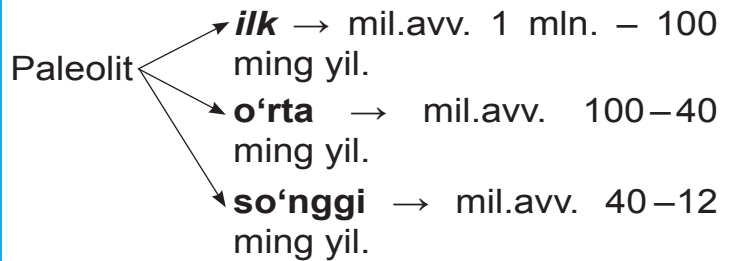 ilk → mil.avv. 1 mln. – 100
ming yil.
Paleolit
o‘rta → mil.avv. 100–40
ming yil.
so‘nggi → mil.avv. 40–12
ming yil.